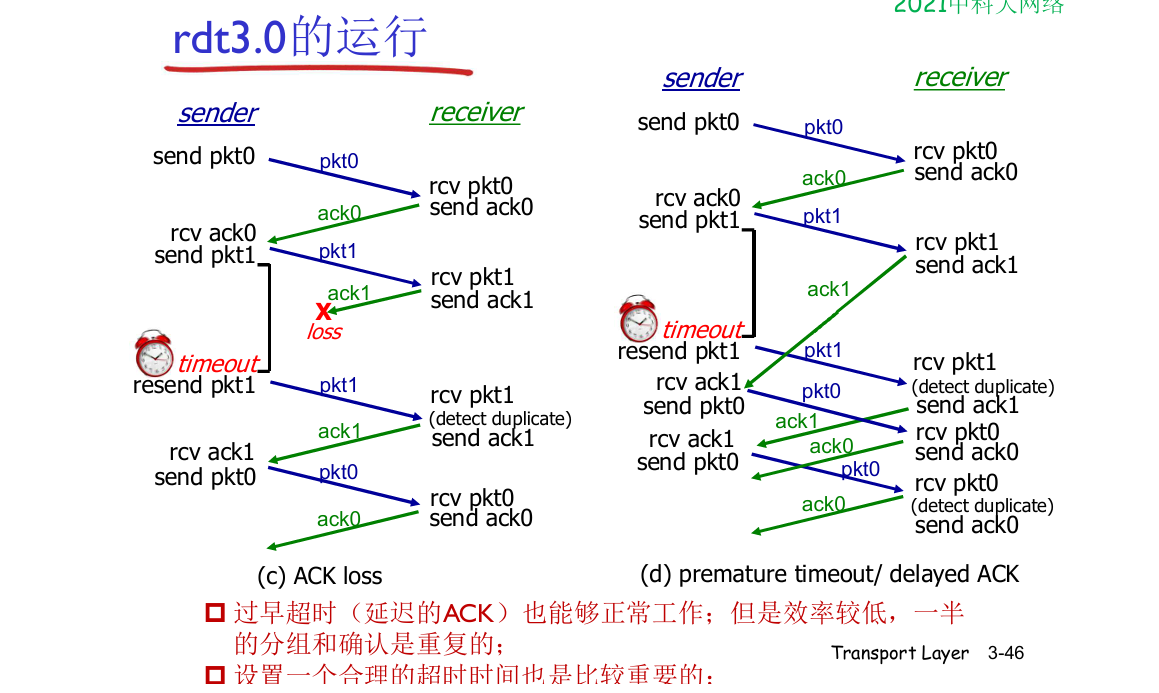 2021中科大网络
rdt3.0的运行
sender
receiver
send pkt0
pkt0
rcv pkt0
send ack0
ack0
rcv ack0
send pkt1
pkt1
rcv pkt1
send ack1
ack1
X
loss
timeout
resend pkt1
pkt1
rcv pkt1
(detect duplicate)
send ack1
ack1
rcv ack1
send pkt0
pkt0
rcv pkt0
send ack0
ack0
(c) ACK loss
sender
receiver
send pkt0
pkt0
rcv pkt0
send ack0
ack0
rcv ack0
send pkt1
pkt1
rcv pkt1
send ack1
ack1
timeout
resend pkt1
pkt1
rcv pkt1
(detect duplicate)
send ack1
rcv ack1
send pkt0
pkt0
ack1
rcv pkt0
send ack0
ack0
rcv ack1
send pkt0
pkt0
rcv pkt0
(detect duplicate)
send ack0
ack0
(d) premature timeout/ delayed ACK
过早超时（延迟的ACK）也能够正常工作；但是效率较低，一半
的分组和确认是重复的；
设置一个合理的超时时间也是比较重要的；
Transport Layer 3-46